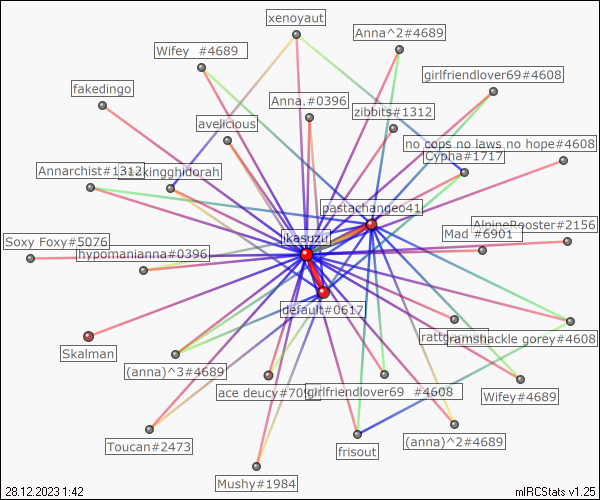 xenoyaut
Anna^2#4689
Wifey #4689
girlfriendlover69#4608
fakedingo
Anna.#0396
zibbits#1312
avelicious
no cops no laws no hope#4608
Cypha#1717
Annarchist#1312
kingghidorah
pastachangeo41
AlpineRooster#2156
Mad #6901
ikasuzu
Soxy Foxy#5076
hypomanianna#0396
default#0617
ramshackle gorey#4608
Skalman
(anna)^3#4689
ace deucy#709
girlfriendlover69 #4608
Wifey#4689
Toucan#2473
frisout
(anna)^2#4689
Mushy#1984
28.12.2023 1:42
mIRCStats v1.25